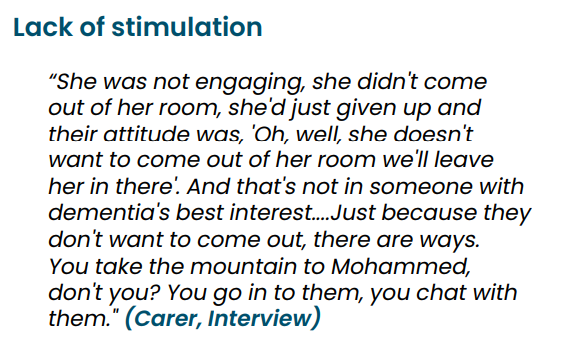 Lack of stimulation
“She was not engaging, she didn't come
out of her room, she'd just given up and
their attitude was, 'Oh, well, she doesn't
want to come out of her room we'll leave
her in there'. And that's not in someone with
dementia's best interest....Just because they
don't want to come out, there are ways.
You take the mountain to Mohammed,
don't you? You go in to them, you chat with
them." (Carer, Interview)